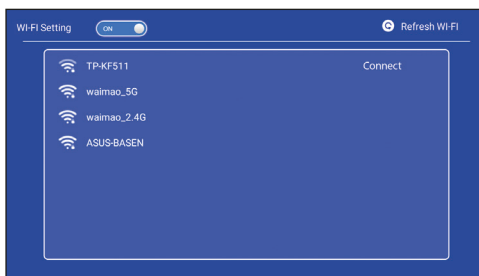 WI-FI Setting ON Refresh WI-FI
TP-KF511 Connect
waimao_5G
waimao_2.4G
ASUS-BASEN